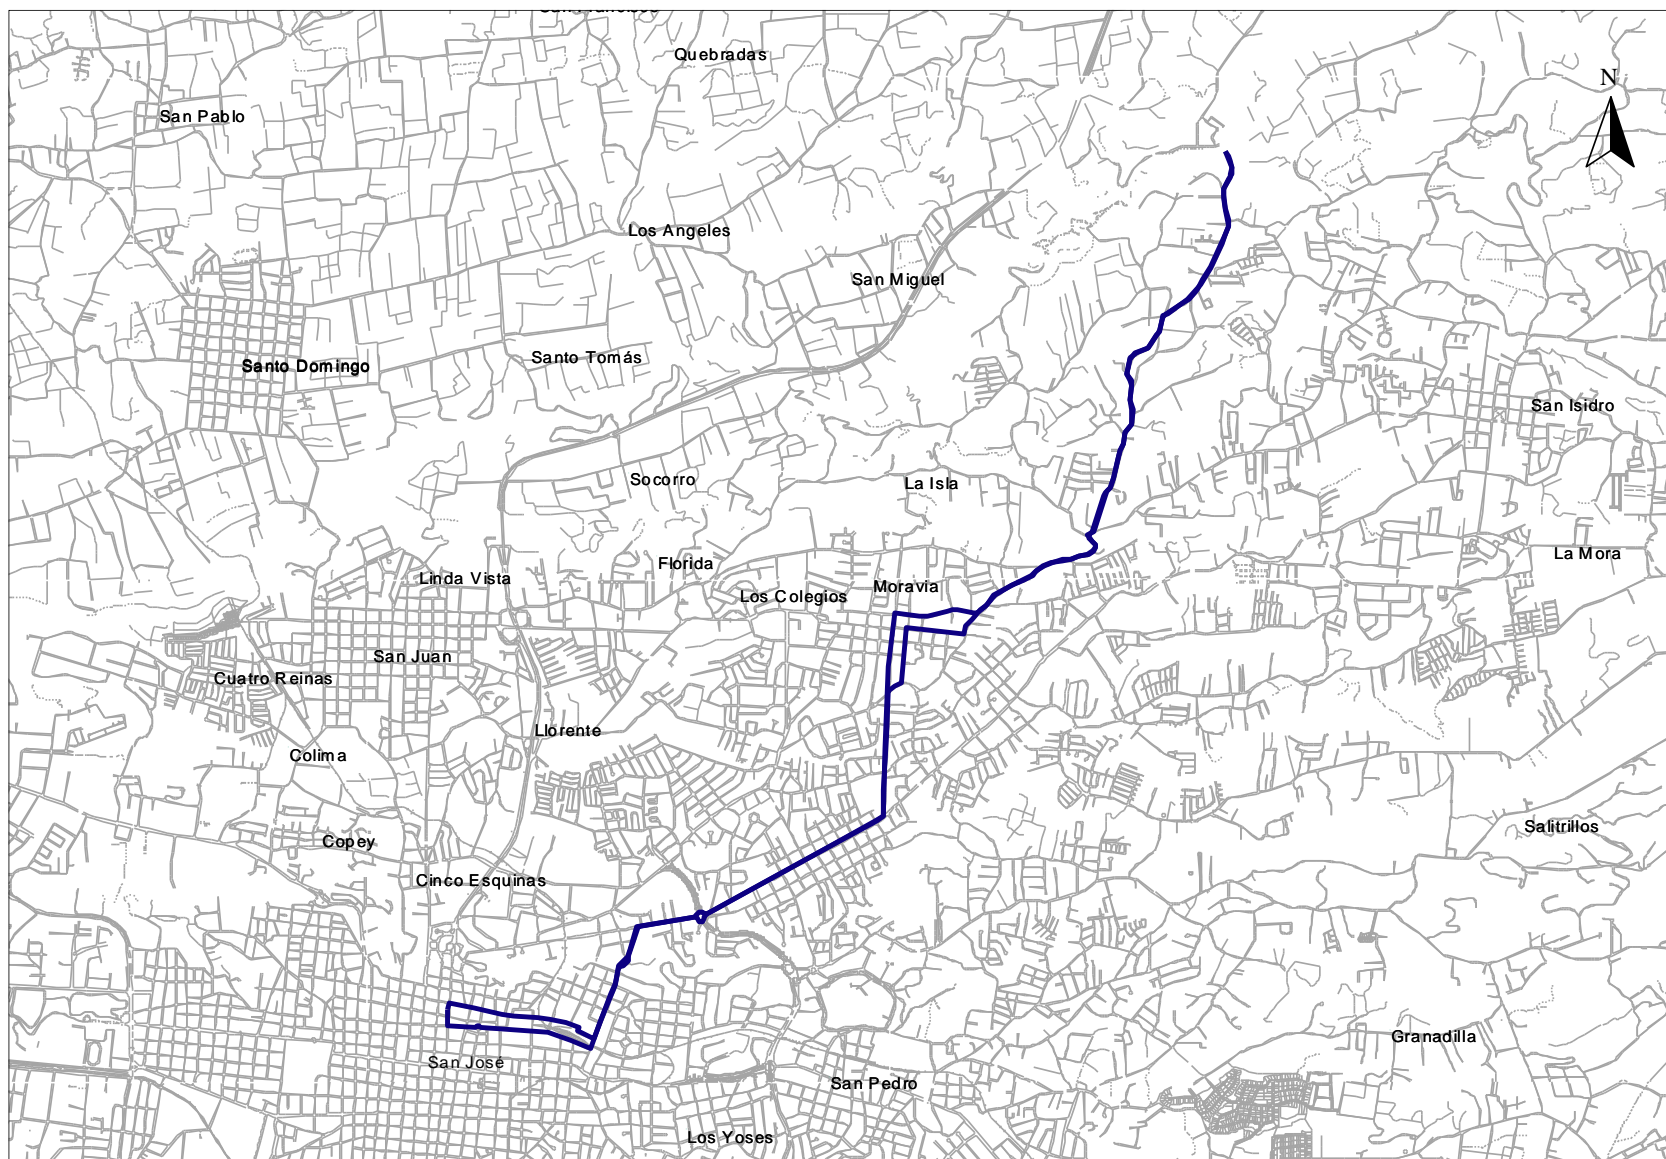 San Francisco
Quebradas
N
San Pablo
Los Angeles
San Miguel
Santo Tomás
Santo Domingo
San Isidro
Socorro
La Isla
La Mora
Florida
Linda Vista
Los Colegios
Moravia
San Juan
Cuatro Reinas
Llorente
Colima
Salitrillos
Copey
Cinco Esquinas
Granadilla
San José
San Pedro
Los Yoses